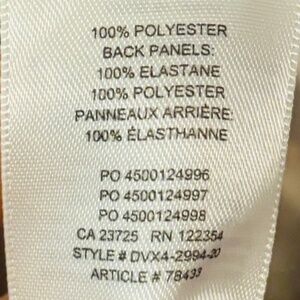 100% POLYESTER
BACK PANELS:
100% ELASTANE
100% POLYESTER
PANNEAUX ARRIÈRE:
100% ÉLASTHANNE
PO 4500124996
PO 4500124997
PO 4500124998
CA 23725 RN 122354
STYLE # DVX4-2994-20
ARTICLE # 78433